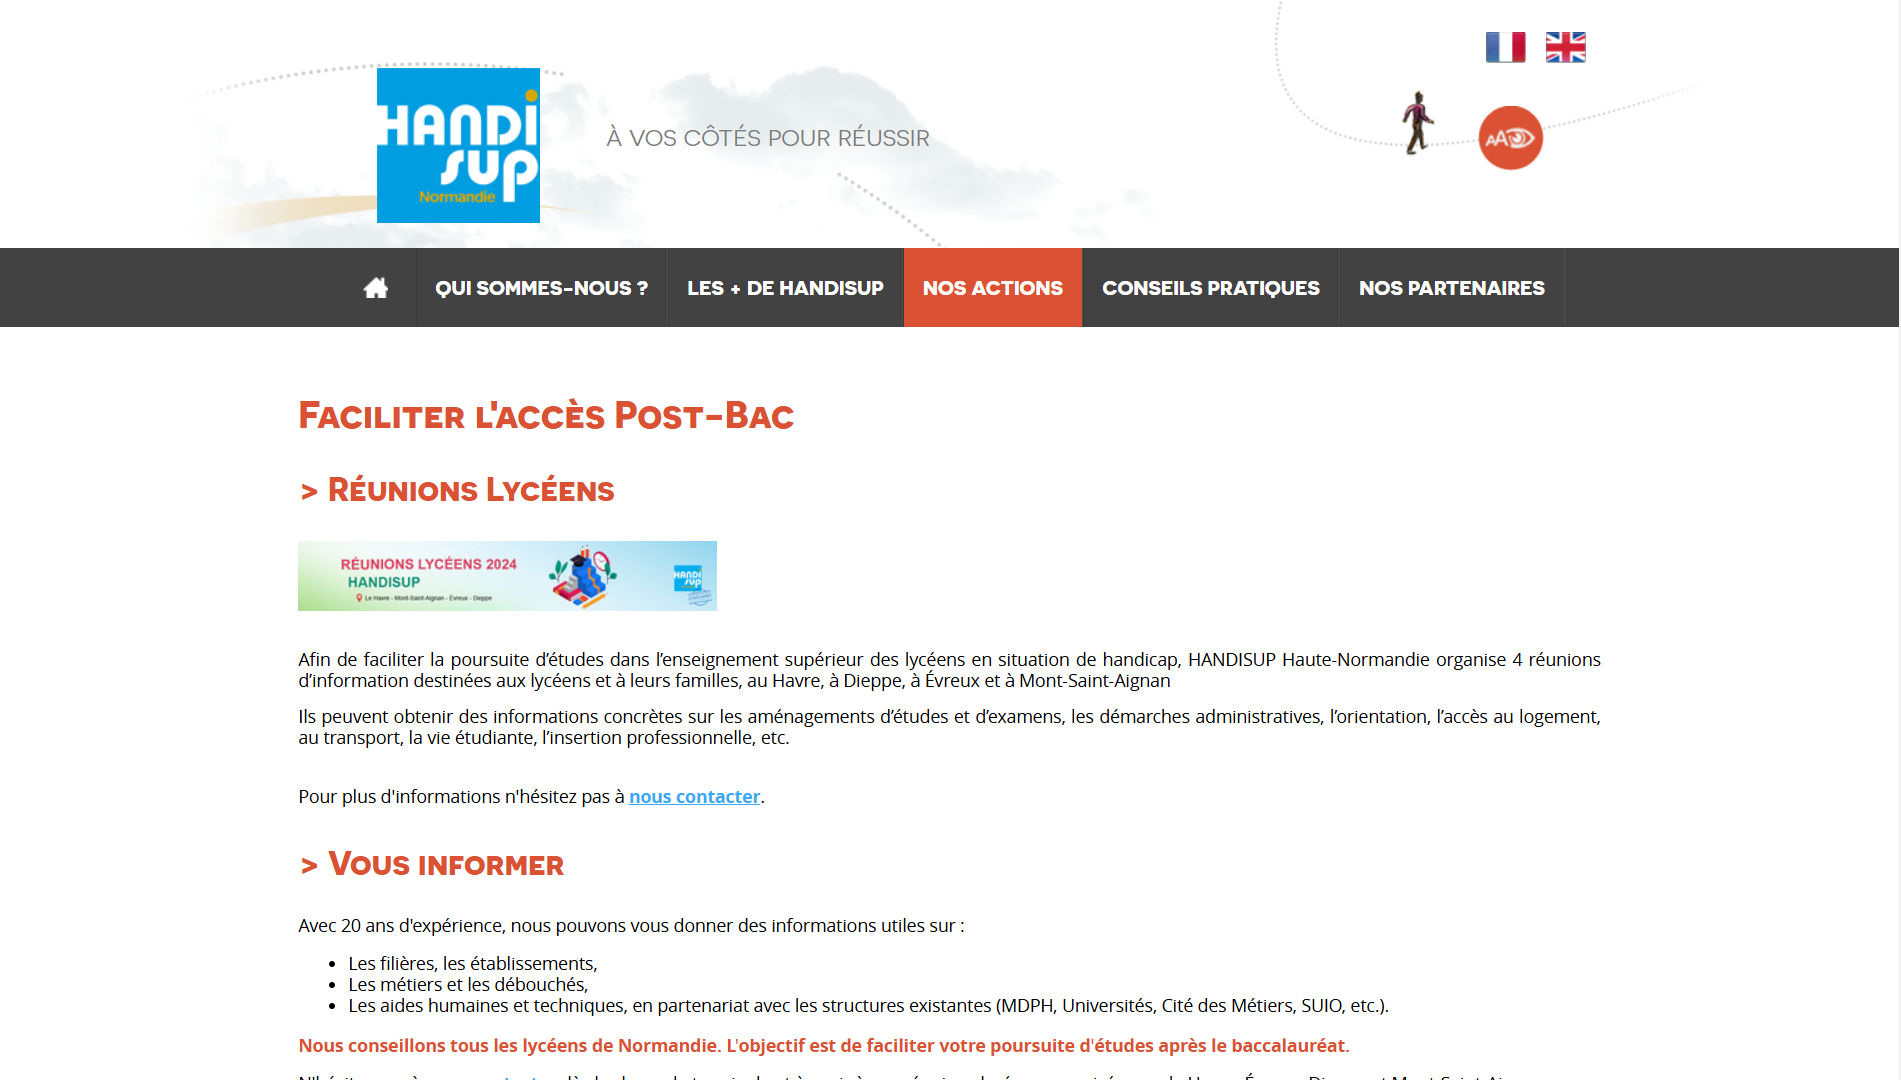 HANDI
SUP
Normandie
À VOS CÔTÉS POUR RÉUSSIR
AA
QUI SOMMES-NOUS ?
LES + DE HANDISUP
NOS ACTIONS
CONSEILS PRATIQUES
NOS PARTENAIRES
Faciliter l'accès Post-Bac
> Réunions Lycéens
RÉUNIONS LYCÉENS 2024
HANDISUP
Le Havre - Mont-Saint-Aignan - Évreux - Dieppe
HANDI
SUP
Afin de faciliter la poursuite d’études dans l’enseignement supérieur des lycéens en situation de handicap, HANDISUP Haute-Normandie organise 4 réunions
d’information destinées aux lycéens et à leurs familles, au Havre, à Dieppe, à Évreux et à Mont-Saint-Aignan
Ils peuvent obtenir des informations concrètes sur les aménagements d’études et d’examens, les démarches administratives, l’orientation, l’accès au logement,
au transport, la vie étudiante, l’insertion professionnelle, etc.
Pour plus d'informations n'hésitez pas à nous contacter.
> Vous informer
Avec 20 ans d'expérience, nous pouvons vous donner des informations utiles sur :
• Les filières, les établissements,
• Les métiers et les débouchés,
• Les aides humaines et techniques, en partenariat avec les structures existantes (MDPH, Universités, Cité des Métiers, SUIO, etc.).
Nous conseillons tous les lycéens de Normandie. L'objectif est de faciliter votre poursuite d'études après le baccalauréat.